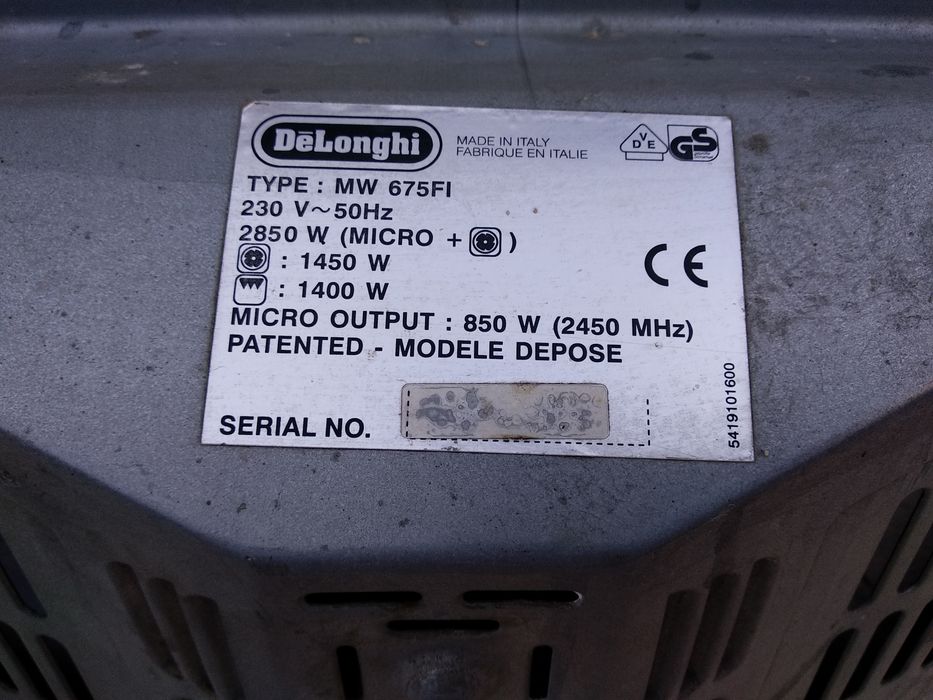 DeLonghi
MADE IN ITALY
FABRIQUE EN ITALIE
VDE
GS
TYPE : MW 675FI
230 V~50Hz
2850 W (MICRO + )
: 1450 W
: 1400 W
CE
MICRO OUTPUT : 850 W (2450 MHz)
PATENTED - MODELE DEPOSE
SERIAL NO.
5419101600